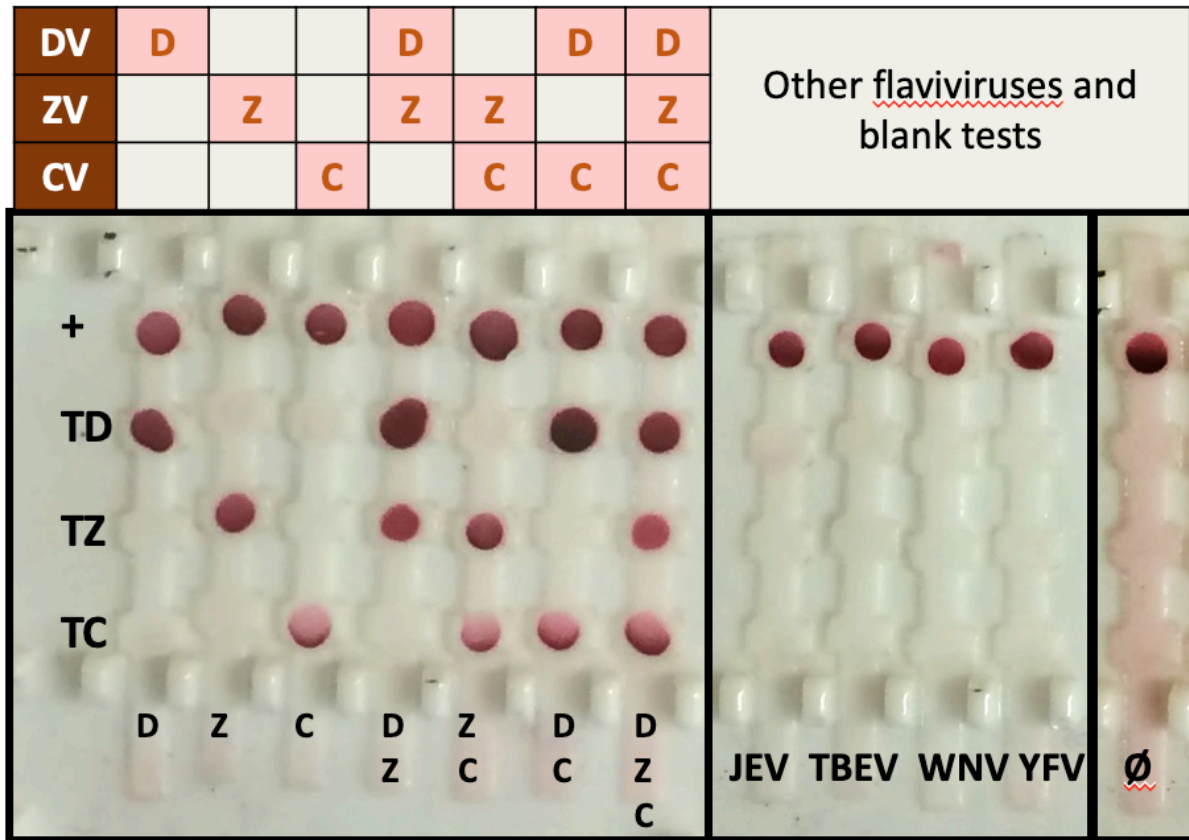 DV D D D D
ZV Z Z Z Z
CV C C C C
Other flaviviruses and
blank tests
+
TD
TZ
TC
D Z C D Z D D
Z C C Z
C
JEV TBEV WNV YFV Ø